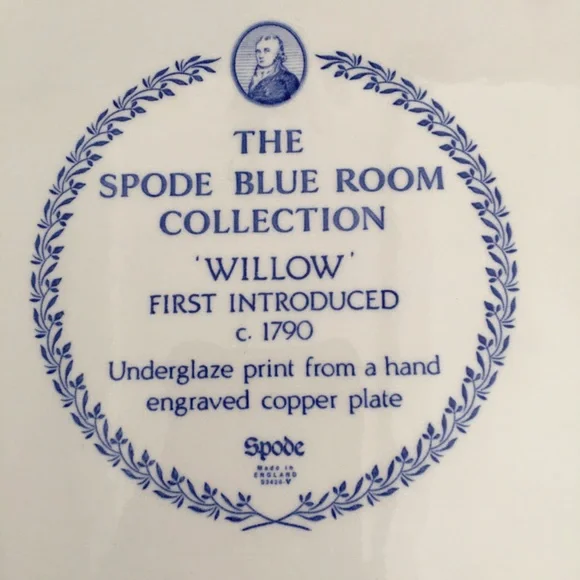 THE
SPODE BLUE ROOM
COLLECTION
'WILLOW'
FIRST INTRODUCED
c. 1790
Underglaze print from a hand
engraved copper plate
Spode
Made in
ENGLAND